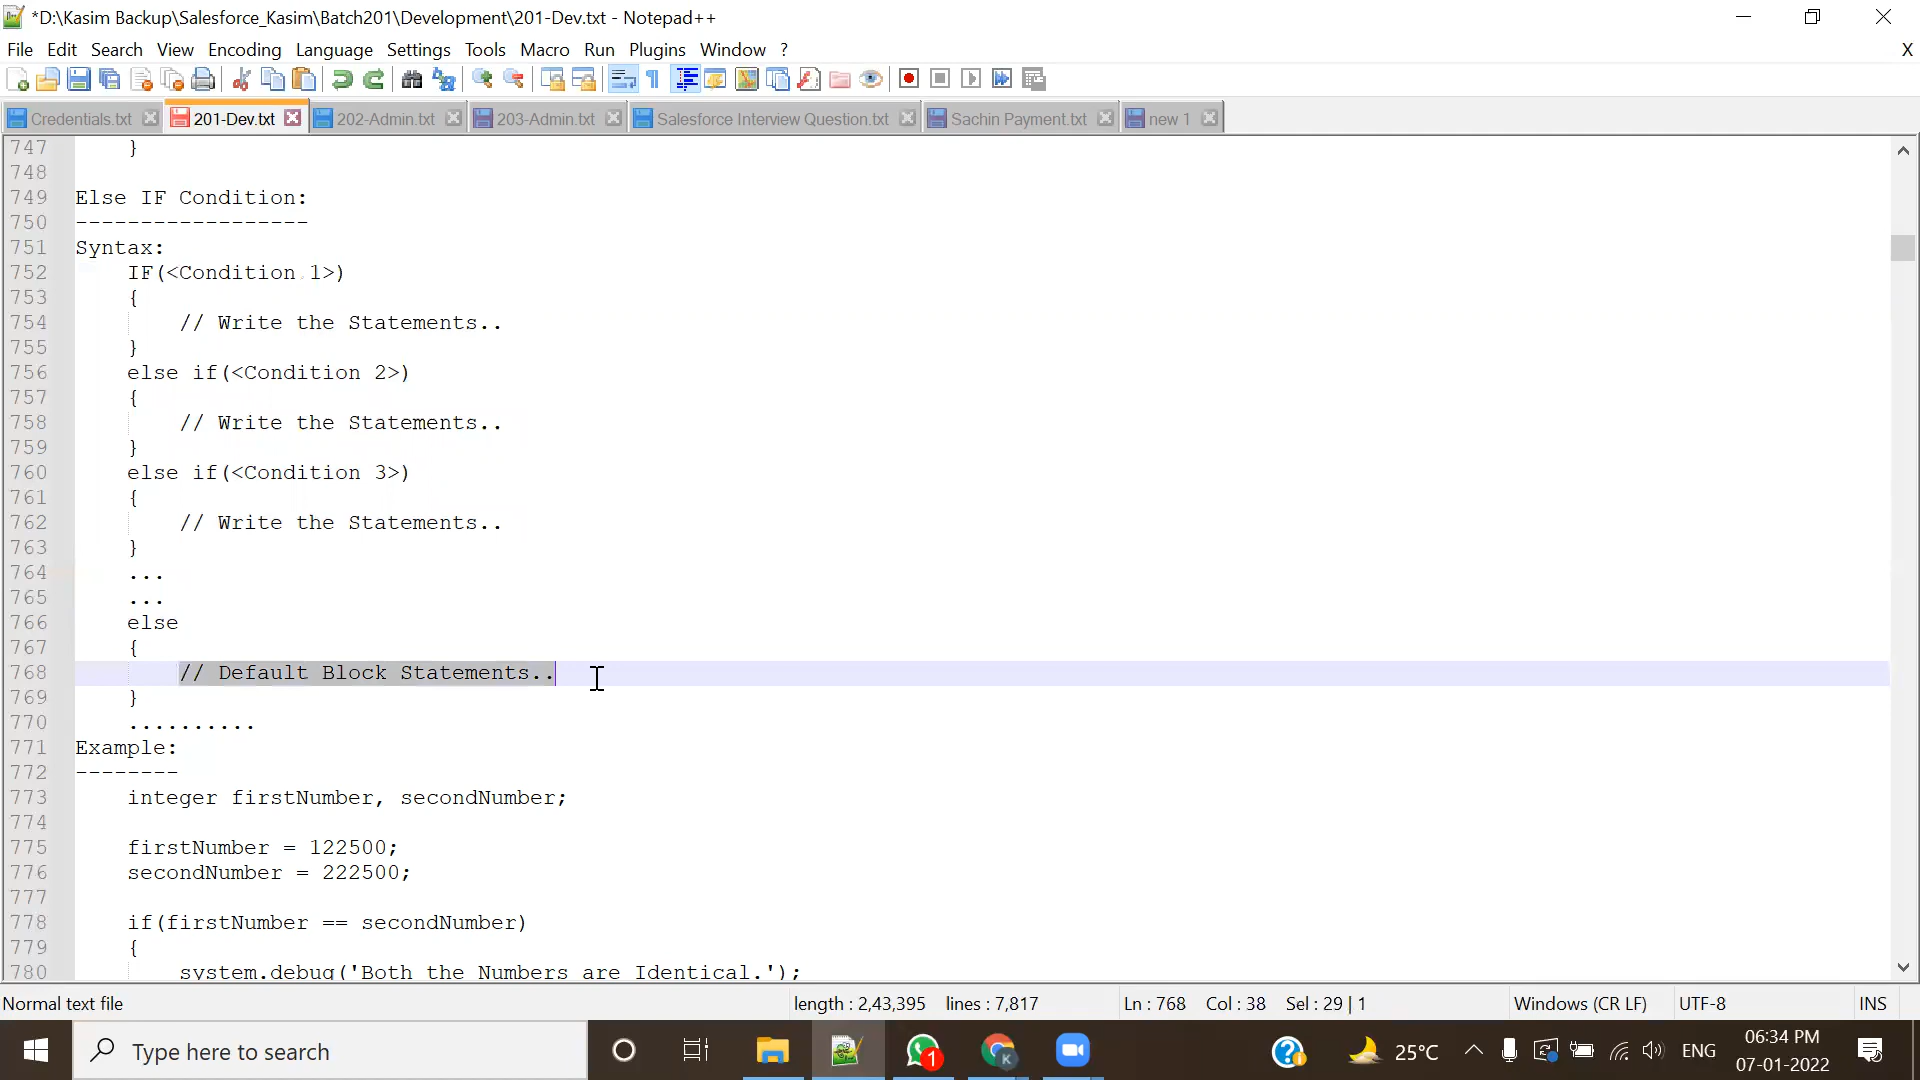 *D:\Kasim Backup\Salesforce_Kasim\Batch201\Development\201-Dev.txt - Notepad++
File Edit Search View Encoding Language Settings Tools Macro Run Plugins Window ? X
Credentials.txt 201-Dev.txt 202-Admin.txt 203-Admin.txt Salesforce Interview Question.txt Sachin Payment.txt new 1
747 }
748
749 Else IF Condition:
750 ------------------
751 Syntax:
752 IF(<Condition 1>)
753 {
754 // Write the Statements..
755 }
756 else if(<Condition 2>)
757 {
758 // Write the Statements..
759 }
760 else if(<Condition 3>)
761 {
762 // Write the Statements..
763 }
764 ...
765 ...
766 else
767 {
768 // Default Block Statements..
769 }
770 ..........
771 Example:
772 --------
773 integer firstNumber, secondNumber;
774
775 firstNumber = 122500;
776 secondNumber = 222500;
777
778 if(firstNumber == secondNumber)
779 {
780 system.debug('Both the Numbers are Identical.');
Normal text file length : 2,43,395 lines : 7,817 Ln : 768 Col : 38 Sel : 29 | 1 Windows (CR LF) UTF-8 INS
Type here to search 1 K 25°C ENG 06:34 PM
07-01-2022